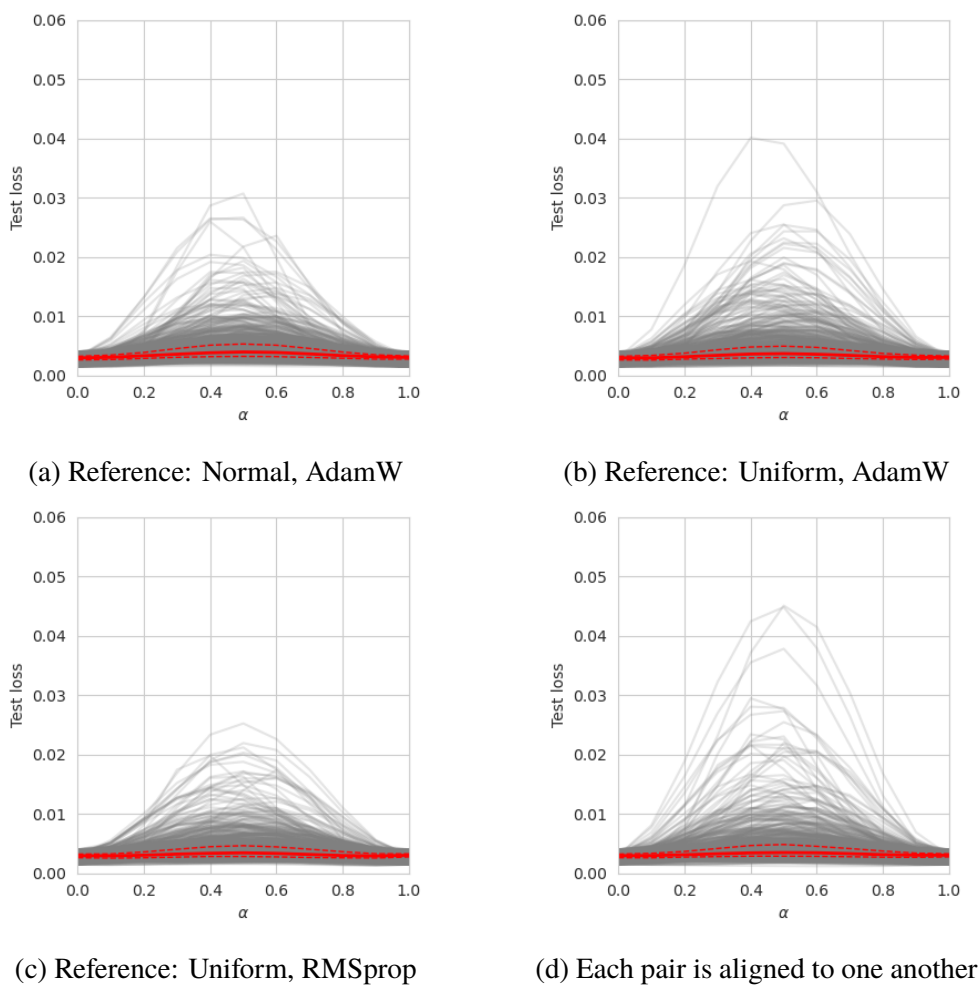 0.06
0.05
0.04
0.03
0.02
0.01
0.00
Test loss
0.0 0.2 0.4 0.6 0.8 1.0
α
(a) Reference: Normal, AdamW
0.06
0.05
0.04
0.03
0.02
0.01
0.00
Test loss
0.0 0.2 0.4 0.6 0.8 1.0
α
(b) Reference: Uniform, AdamW
0.06
0.05
0.04
0.03
0.02
0.01
0.00
Test loss
0.0 0.2 0.4 0.6 0.8 1.0
α
(c) Reference: Uniform, RMSprop
0.06
0.05
0.04
0.03
0.02
0.01
0.00
Test loss
0.0 0.2 0.4 0.6 0.8 1.0
α
(d) Each pair is aligned to one another